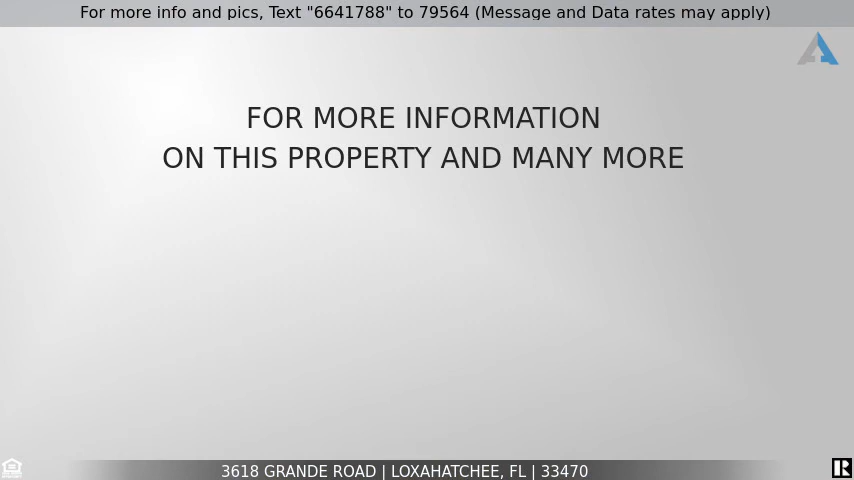 For more info and pics, Text "6641788" to 79564 (Message and Data rates may apply)
FOR MORE INFORMATION
ON THIS PROPERTY AND MANY MORE
3618 GRANDE ROAD | LOXAHATCHEE, FL | 33470